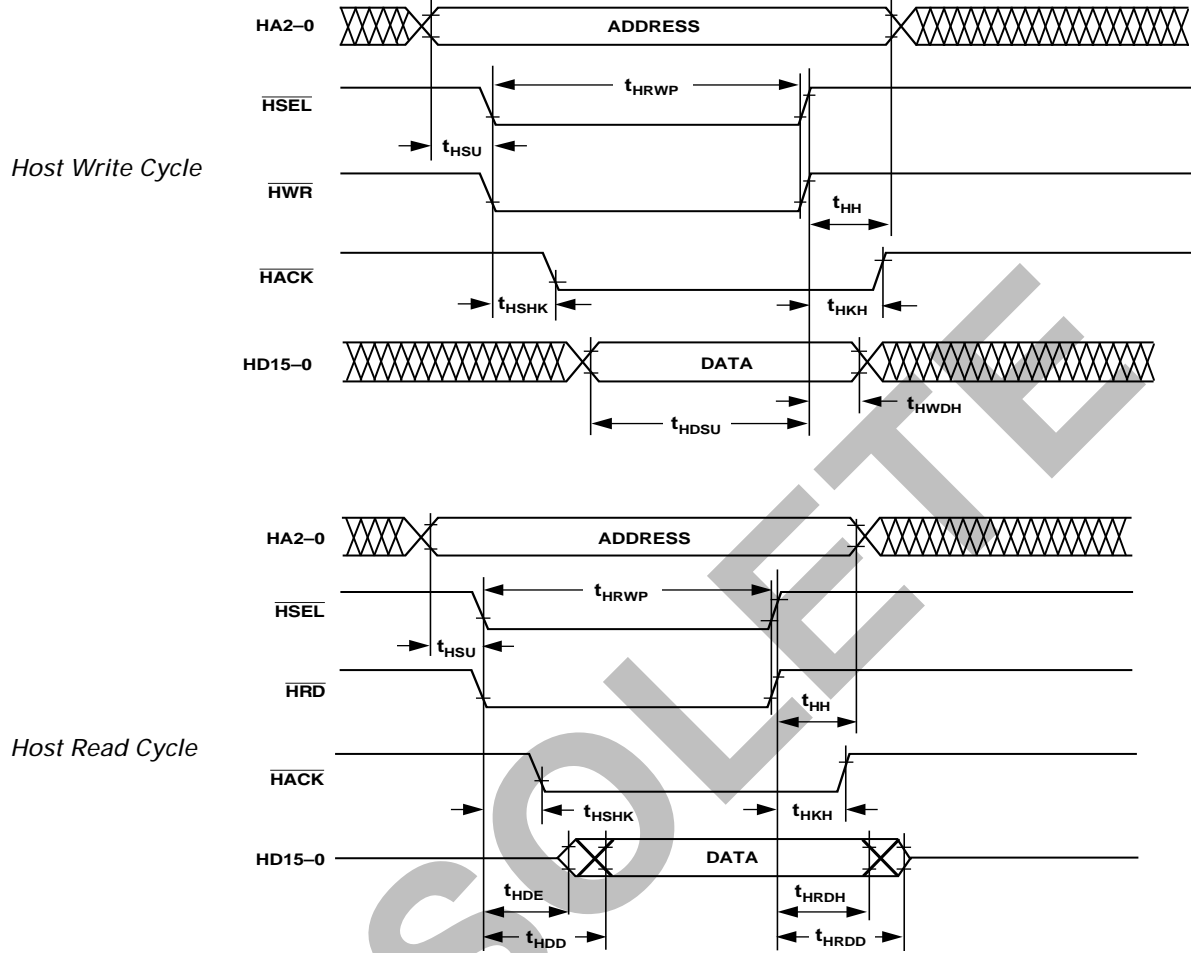 HA2–0
ADDRESS
tHRWP
HSEL
tHSU
Host Write Cycle
HWR
tHH
HACK
tHSHK
tHKH
HD15–0
DATA
tHWDH
tHDSU
HA2–0
ADDRESS
tHRWP
HSEL
tHSU
HRD
tHH
Host Read Cycle
HACK
tHSHK
tHKH
HD15–0
DATA
tHDE
tHRDH
tHDD
tHRDD
SOLETE